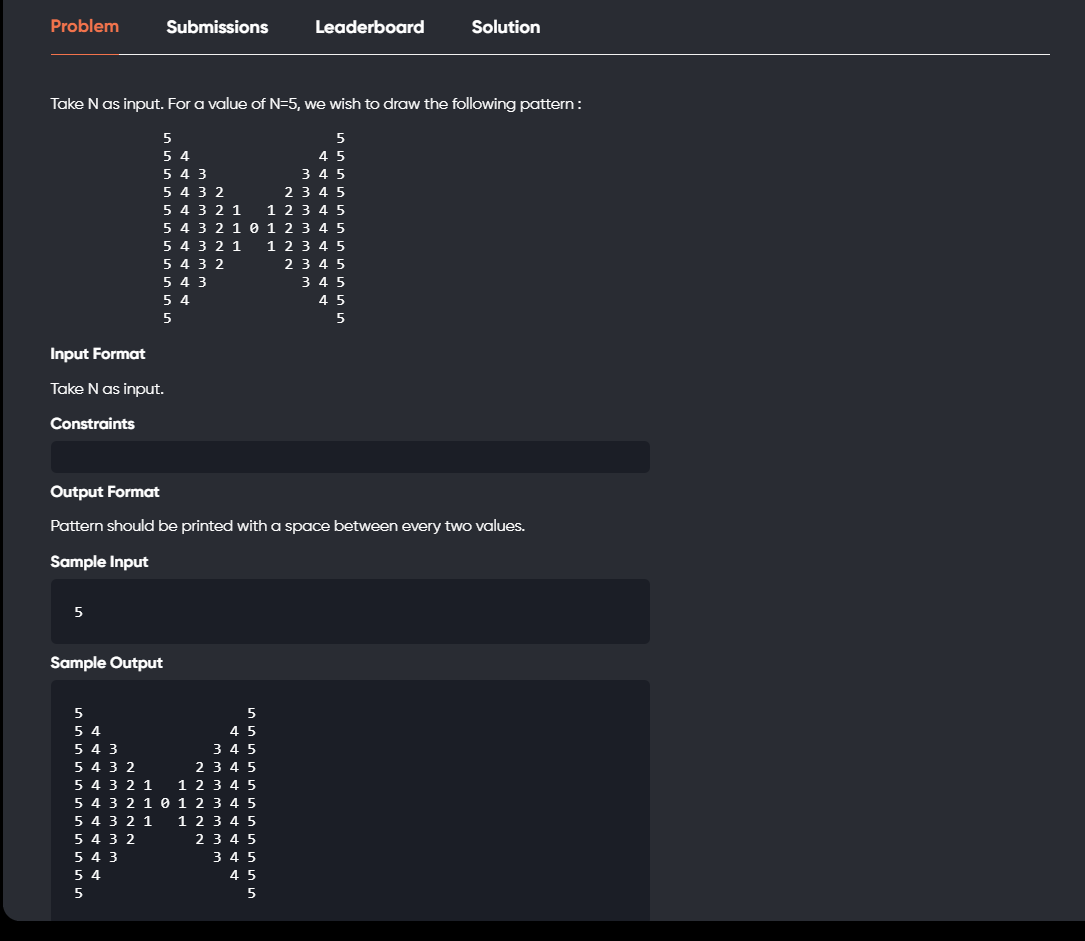 Problem Submissions Leaderboard Solution
Take N as input. For a value of N=5, we wish to draw the following pattern :
5                   5
5 4               4 5
5 4 3           3 4 5
5 4 3 2       2 3 4 5
5 4 3 2 1   1 2 3 4 5
5 4 3 2 1 0 1 2 3 4 5
5 4 3 2 1   1 2 3 4 5
5 4 3 2       2 3 4 5
5 4 3           3 4 5
5 4               4 5
5                   5
Input Format
Take N as input.
Constraints
Output Format
Pattern should be printed with a space between every two values.
Sample Input
5
Sample Output
5                   5
5 4               4 5
5 4 3           3 4 5
5 4 3 2       2 3 4 5
5 4 3 2 1   1 2 3 4 5
5 4 3 2 1 0 1 2 3 4 5
5 4 3 2 1   1 2 3 4 5
5 4 3 2       2 3 4 5
5 4 3           3 4 5
5 4               4 5
5                   5